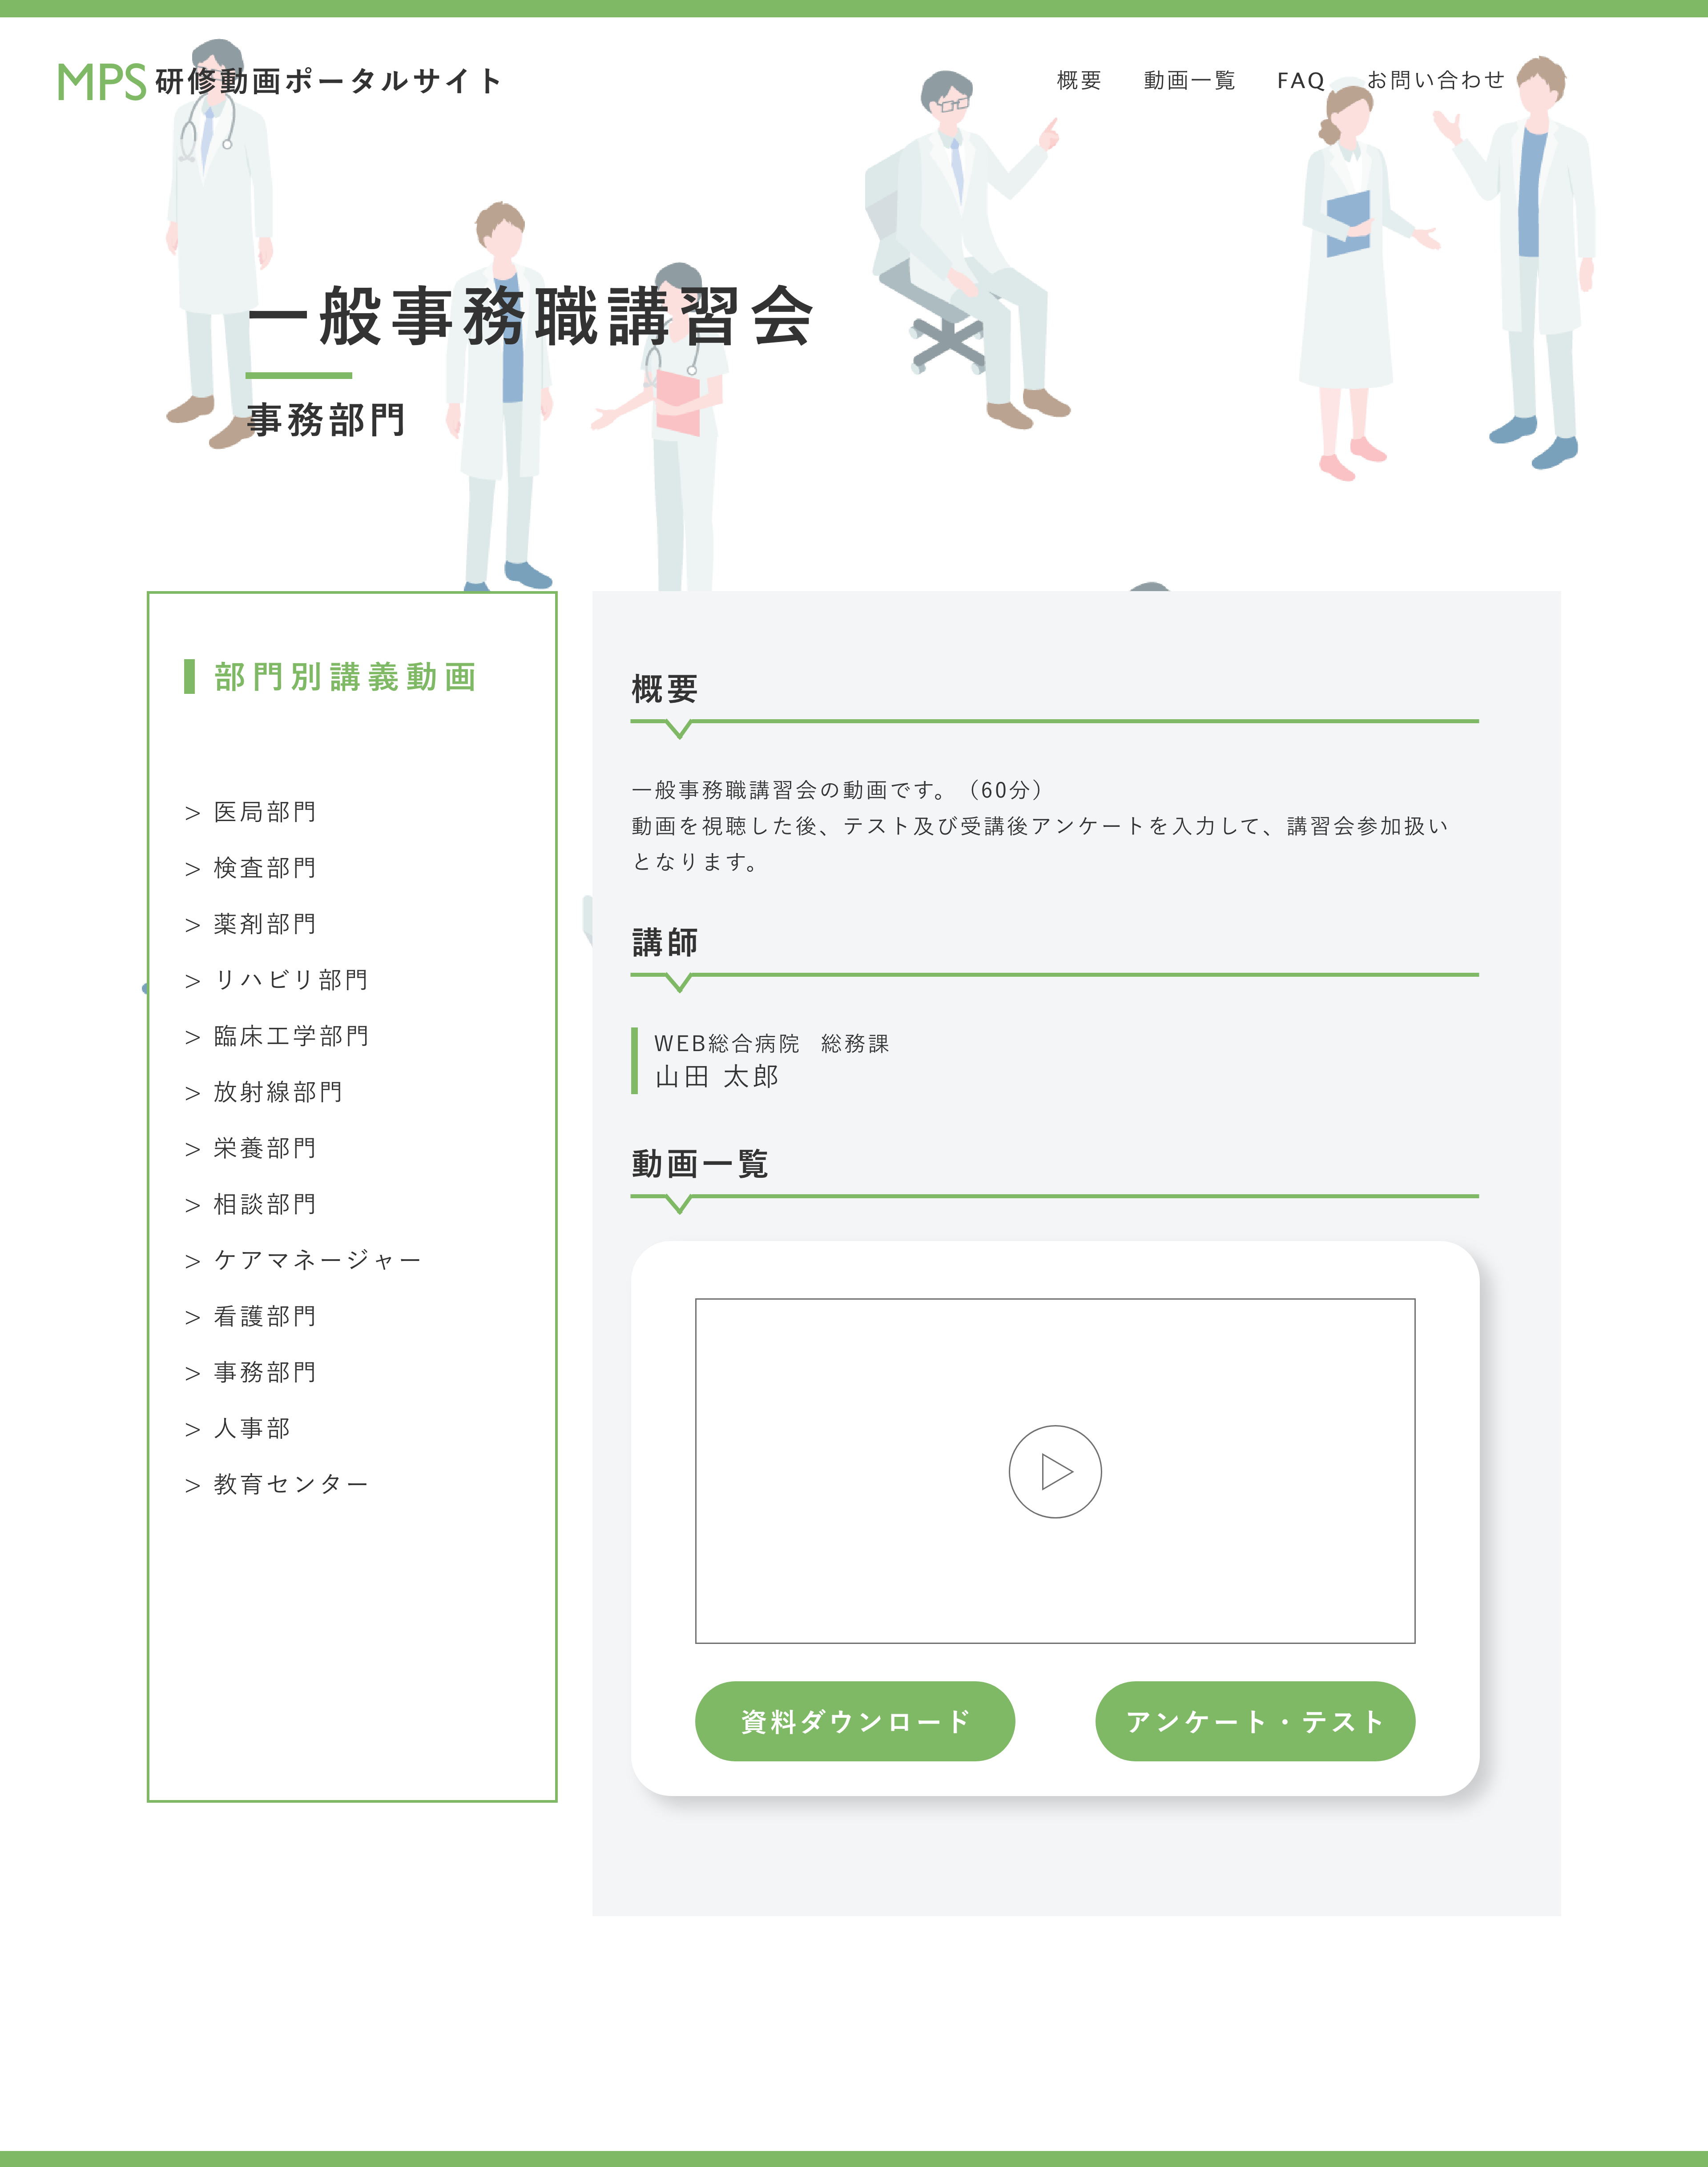 MPS 研修動画ポータルサイト
概要 動画一覧 FAQ お問い合わせ
一般事務職講習会
事務部門
部門別講義動画
> 医局部門
> 検査部門
> 薬剤部門
> リハビリ部門
> 臨床工学部門
> 放射線部門
> 栄養部門
> 相談部門
> ケアマネージャー
> 看護部門
> 事務部門
> 人事部
> 教育センター
概要
一般事務職講習会の動画です。（60分）
動画を視聴した後、テスト及び受講後アンケートを入力して、講習会参加扱い
となります。
講師
WEB総合病院 総務課
山田 太郎
動画一覧
資料ダウンロード
アンケート・テスト